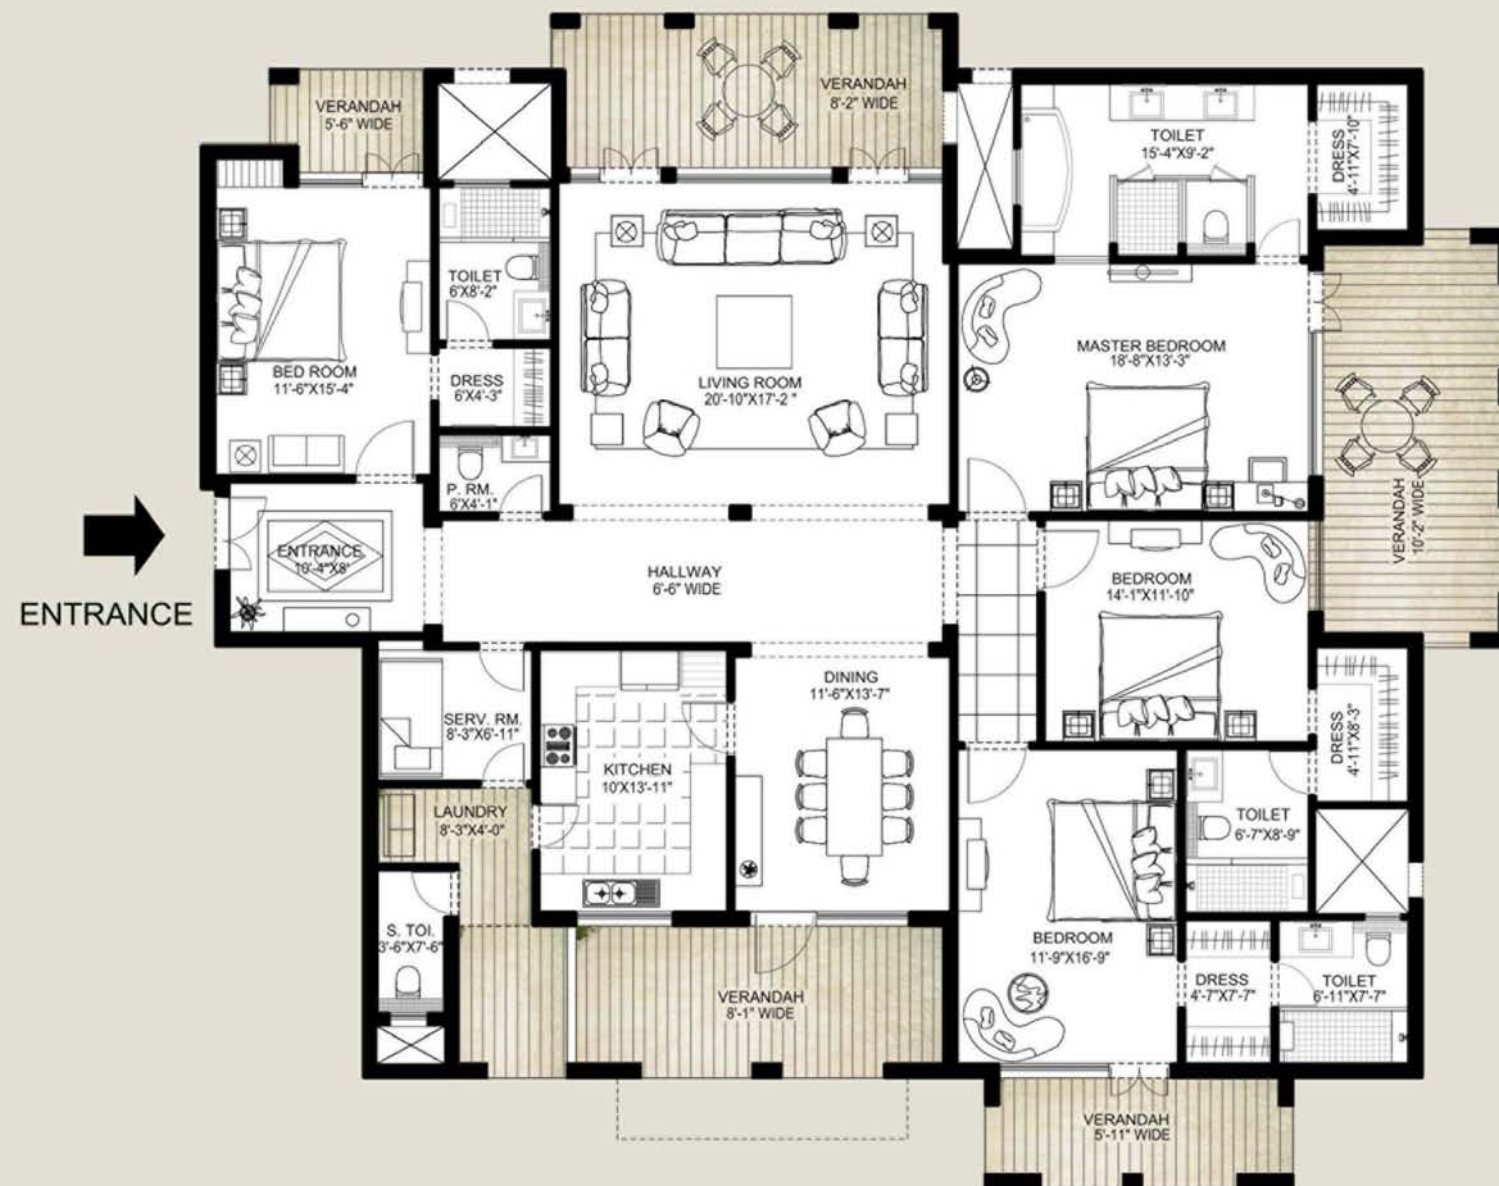 VERANDAH
8'-2" WIDE
VERANDAH
5'-6" WIDE
TOILET
15'-4"X9'-2"
DRESS
4'-11"X7'-10"
TOILET
6'X8'-2"
BED ROOM
11'-6"X15'-4"
DRESS
6'X4'-3"
LIVING ROOM
20'-10"X17'-2 "
MASTER BEDROOM
18'-8"X13'-3"
VERANDAH
10'-2" WIDE
P. RM.
6'X4'-1"
ENTRANCE
10'-4"X8'
ENTRANCE
HALLWAY
6'-6" WIDE
BEDROOM
14'-1"X11'-10"
SERV. RM.
8'-3"X6'-11"
KITCHEN
10'X13'-11"
DINING
11'-6"X13'-7"
DRESS
4'-11"X8'-3"
LAUNDRY
8'-3"X4'-0"
TOILET
6'-7"X8'-9"
S. TOI.
3'-6"X7'-6"
BEDROOM
11'-9"X16'-9"
DRESS
4'-7"X7'-7"
TOILET
6'-11"X7'-7"
VERANDAH
8'-1" WIDE
VERANDAH
5'-11" WIDE